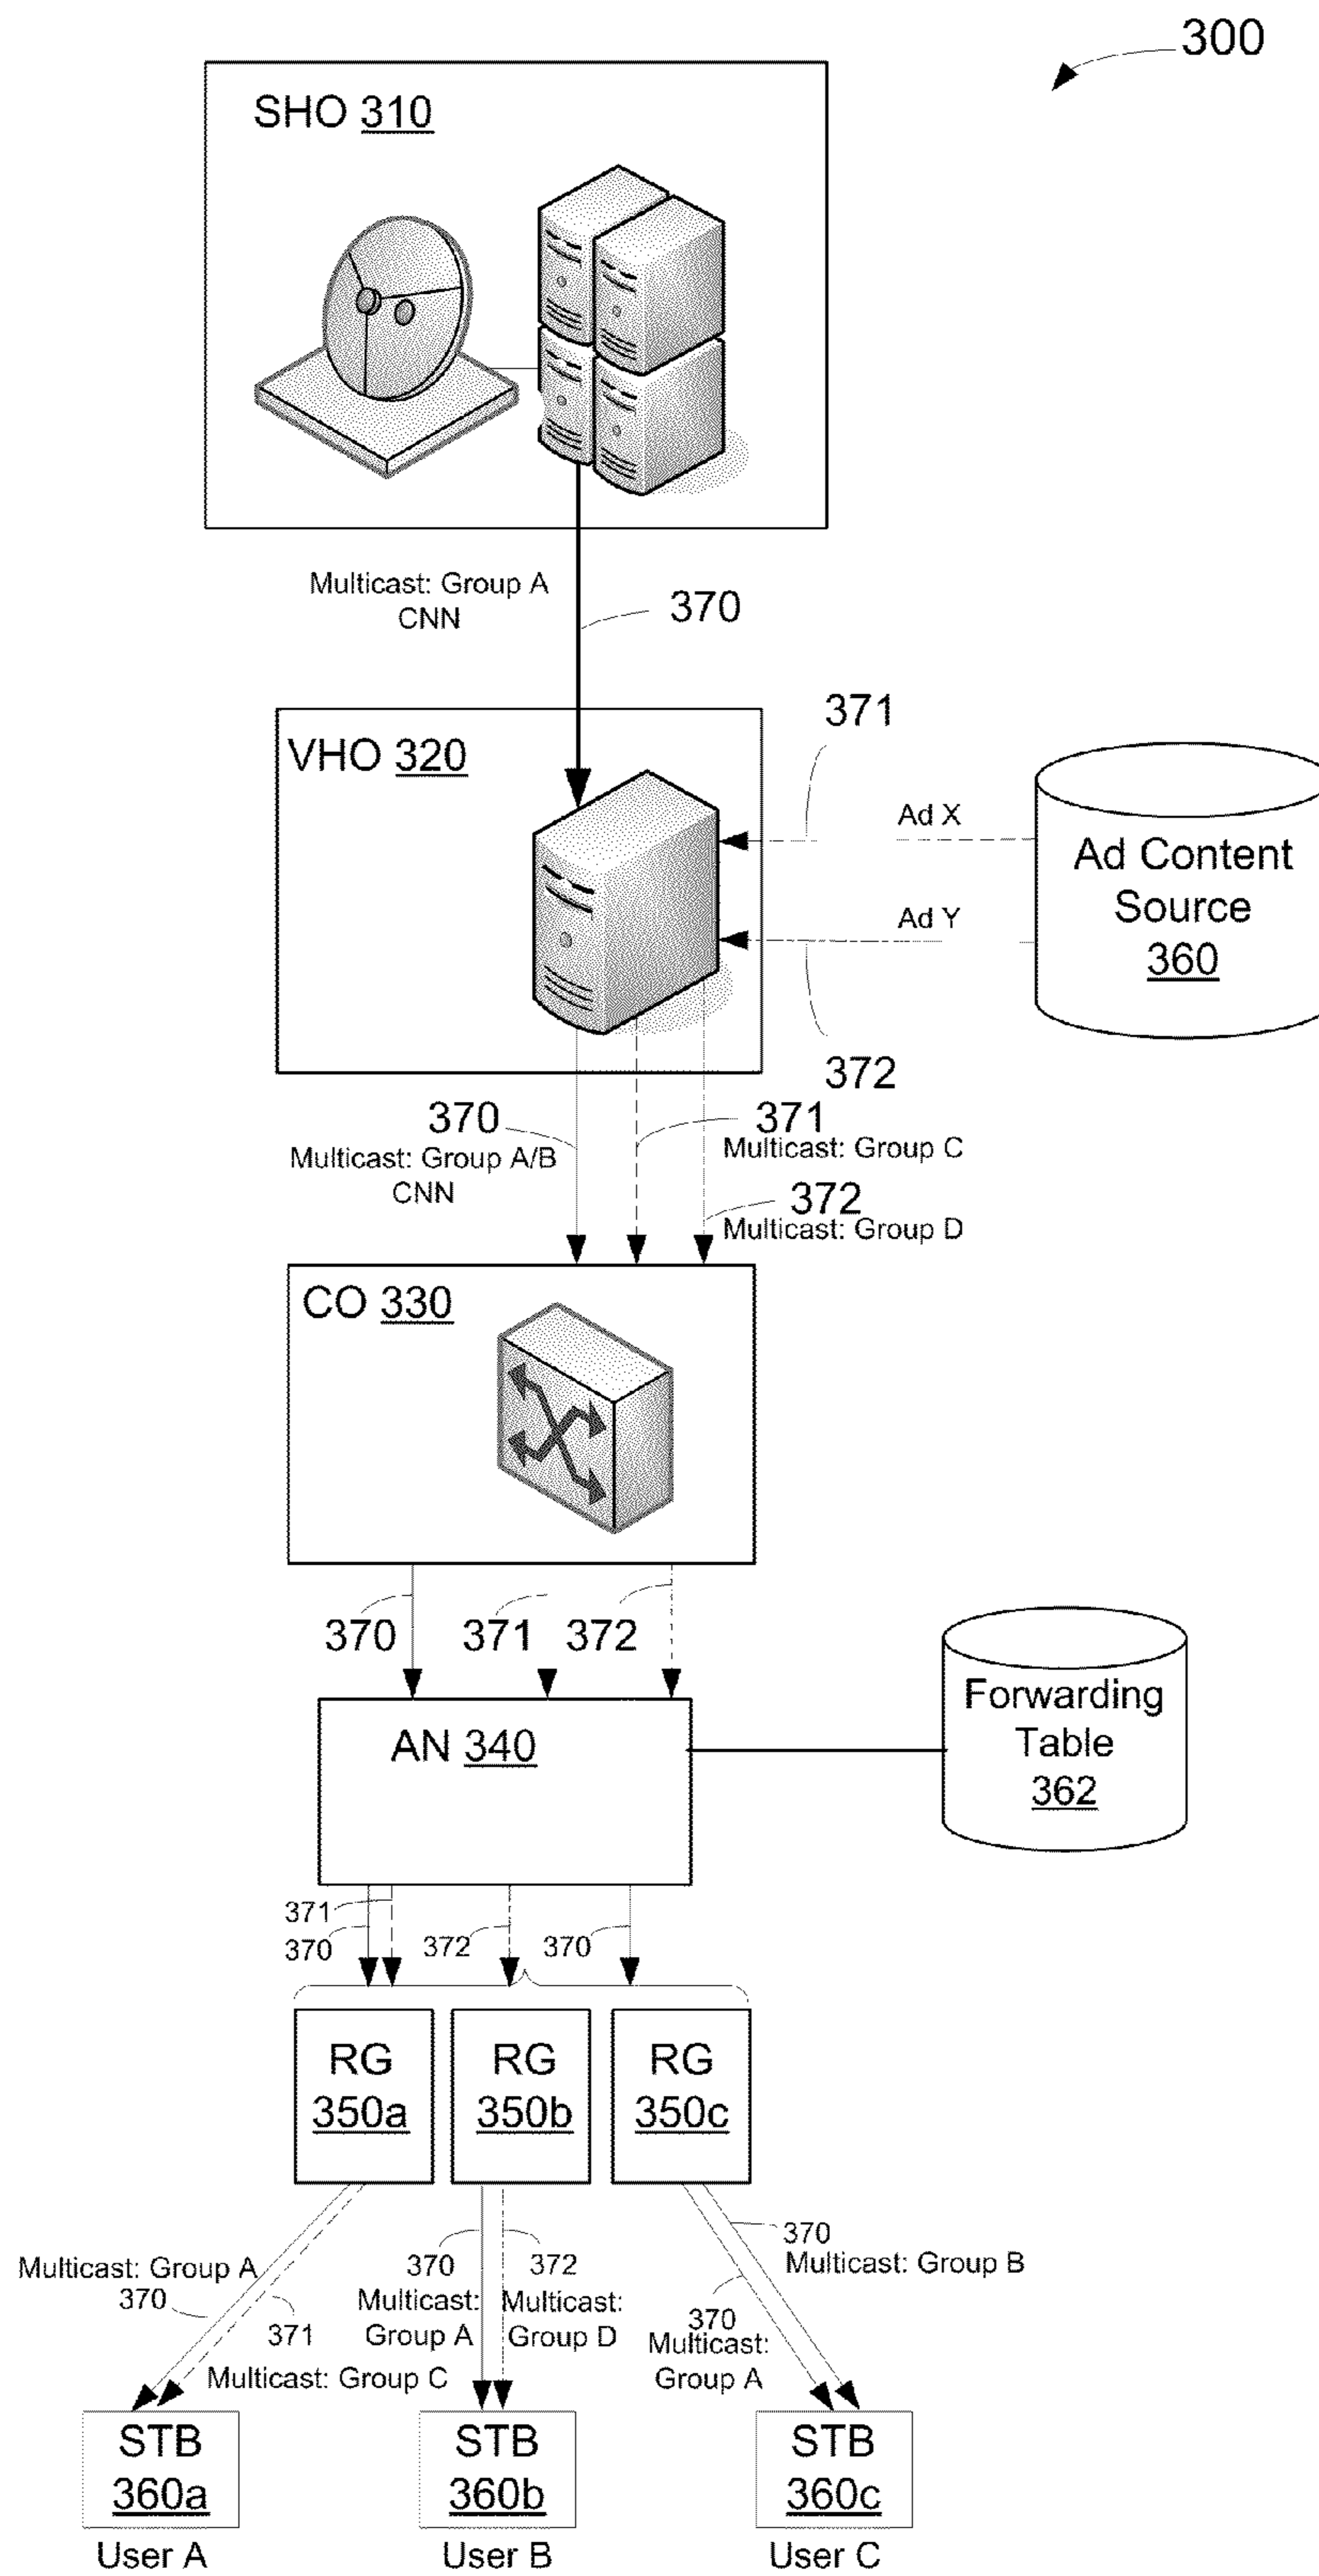 300
SHO 310
Multicast: Group A
CNN
370
371
VHO 320
Ad X
Ad Content
Source
360
Ad Y
372
370
Multicast: Group A/B
CNN
371
Multicast: Group C
372
Multicast: Group D
CO 330
370
371
372
AN 340
Forwarding
Table
362
371
370
372
370
RG
350a
RG
350b
RG
350c
Multicast: Group A
370
371
Multicast: Group C
370
Multicast:
Group A
372
Multicast:
Group D
370
Multicast: Group B
370
Multicast:
Group A
STB
360a
User A
STB
360b
User B
STB
360c
User C